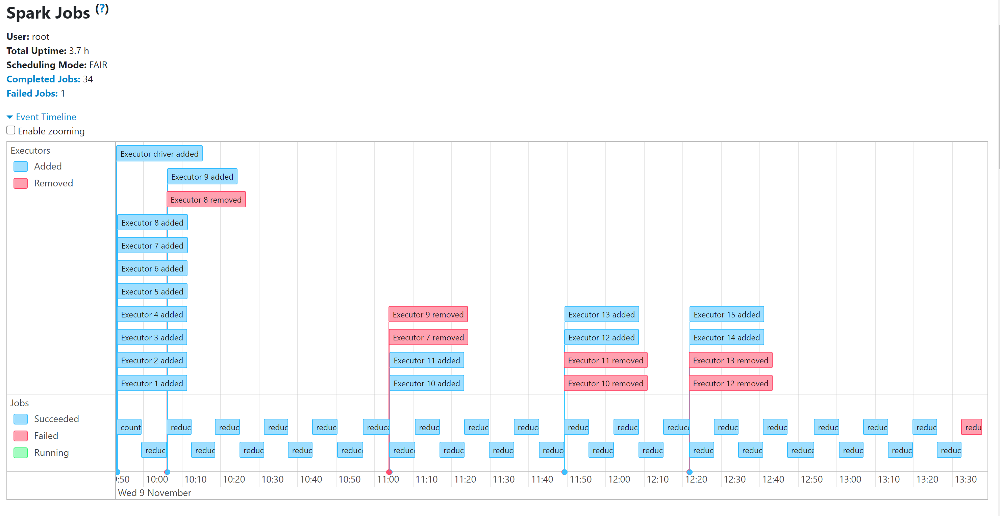 Spark Jobs (?)
User: root
Total Uptime: 3.7 h
Scheduling Mode: FAIR
Completed Jobs: 34
Failed Jobs: 1
Event Timeline
Enable zooming
Executors
Added
Removed
Executor driver added
Executor 9 added
Executor 8 removed
Executor 8 added
Executor 7 added
Executor 6 added
Executor 5 added
Executor 4 added
Executor 9 removed
Executor 13 added
Executor 15 added
Executor 3 added
Executor 7 removed
Executor 12 added
Executor 14 added
Executor 2 added
Executor 11 added
Executor 11 removed
Executor 13 removed
Executor 1 added
Executor 10 added
Executor 10 removed
Executor 12 removed
Jobs
Succeeded
Failed
Running
count reduc reduc reduc reduc reduce reduc reduc reduc reduc reduc reduce reduc reduc reduc reduc reduc redu
reduc reduc reduc reduc reduc reduc reduc reduc reduc reduc reduc reduc reduc reduce reduc reduc reduc
:50 10:00 10:10 10:20 10:30 10:40 10:50 11:00 11:10 11:20 11:30 11:40 11:50 12:00 12:10 12:20 12:30 12:40 12:50 13:00 13:10 13:20 13:30
Wed 9 November